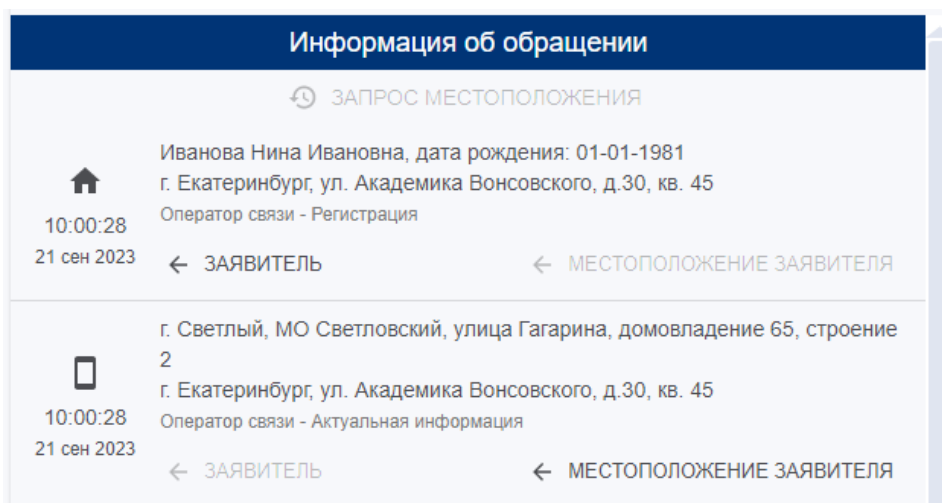 Информация об обращении
ЗАПРОС МЕСТОПОЛОЖЕНИЯ
Иванова Нина Ивановна, дата рождения: 01-01-1981
г. Екатеринбург, ул. Академика Вонсовского, д.30, кв. 45
Оператор связи - Регистрация
10:00:28
21 сен 2023
ЗАЯВИТЕЛЬ
МЕСТОПОЛОЖЕНИЕ ЗАЯВИТЕЛЯ
г. Светлый, МО Светловский, улица Гагарина, домовладение 65, строение
2
г. Екатеринбург, ул. Академика Вонсовского, д.30, кв. 45
Оператор связи - Актуальная информация
10:00:28
21 сен 2023
ЗАЯВИТЕЛЬ
МЕСТОПОЛОЖЕНИЕ ЗАЯВИТЕЛЯ